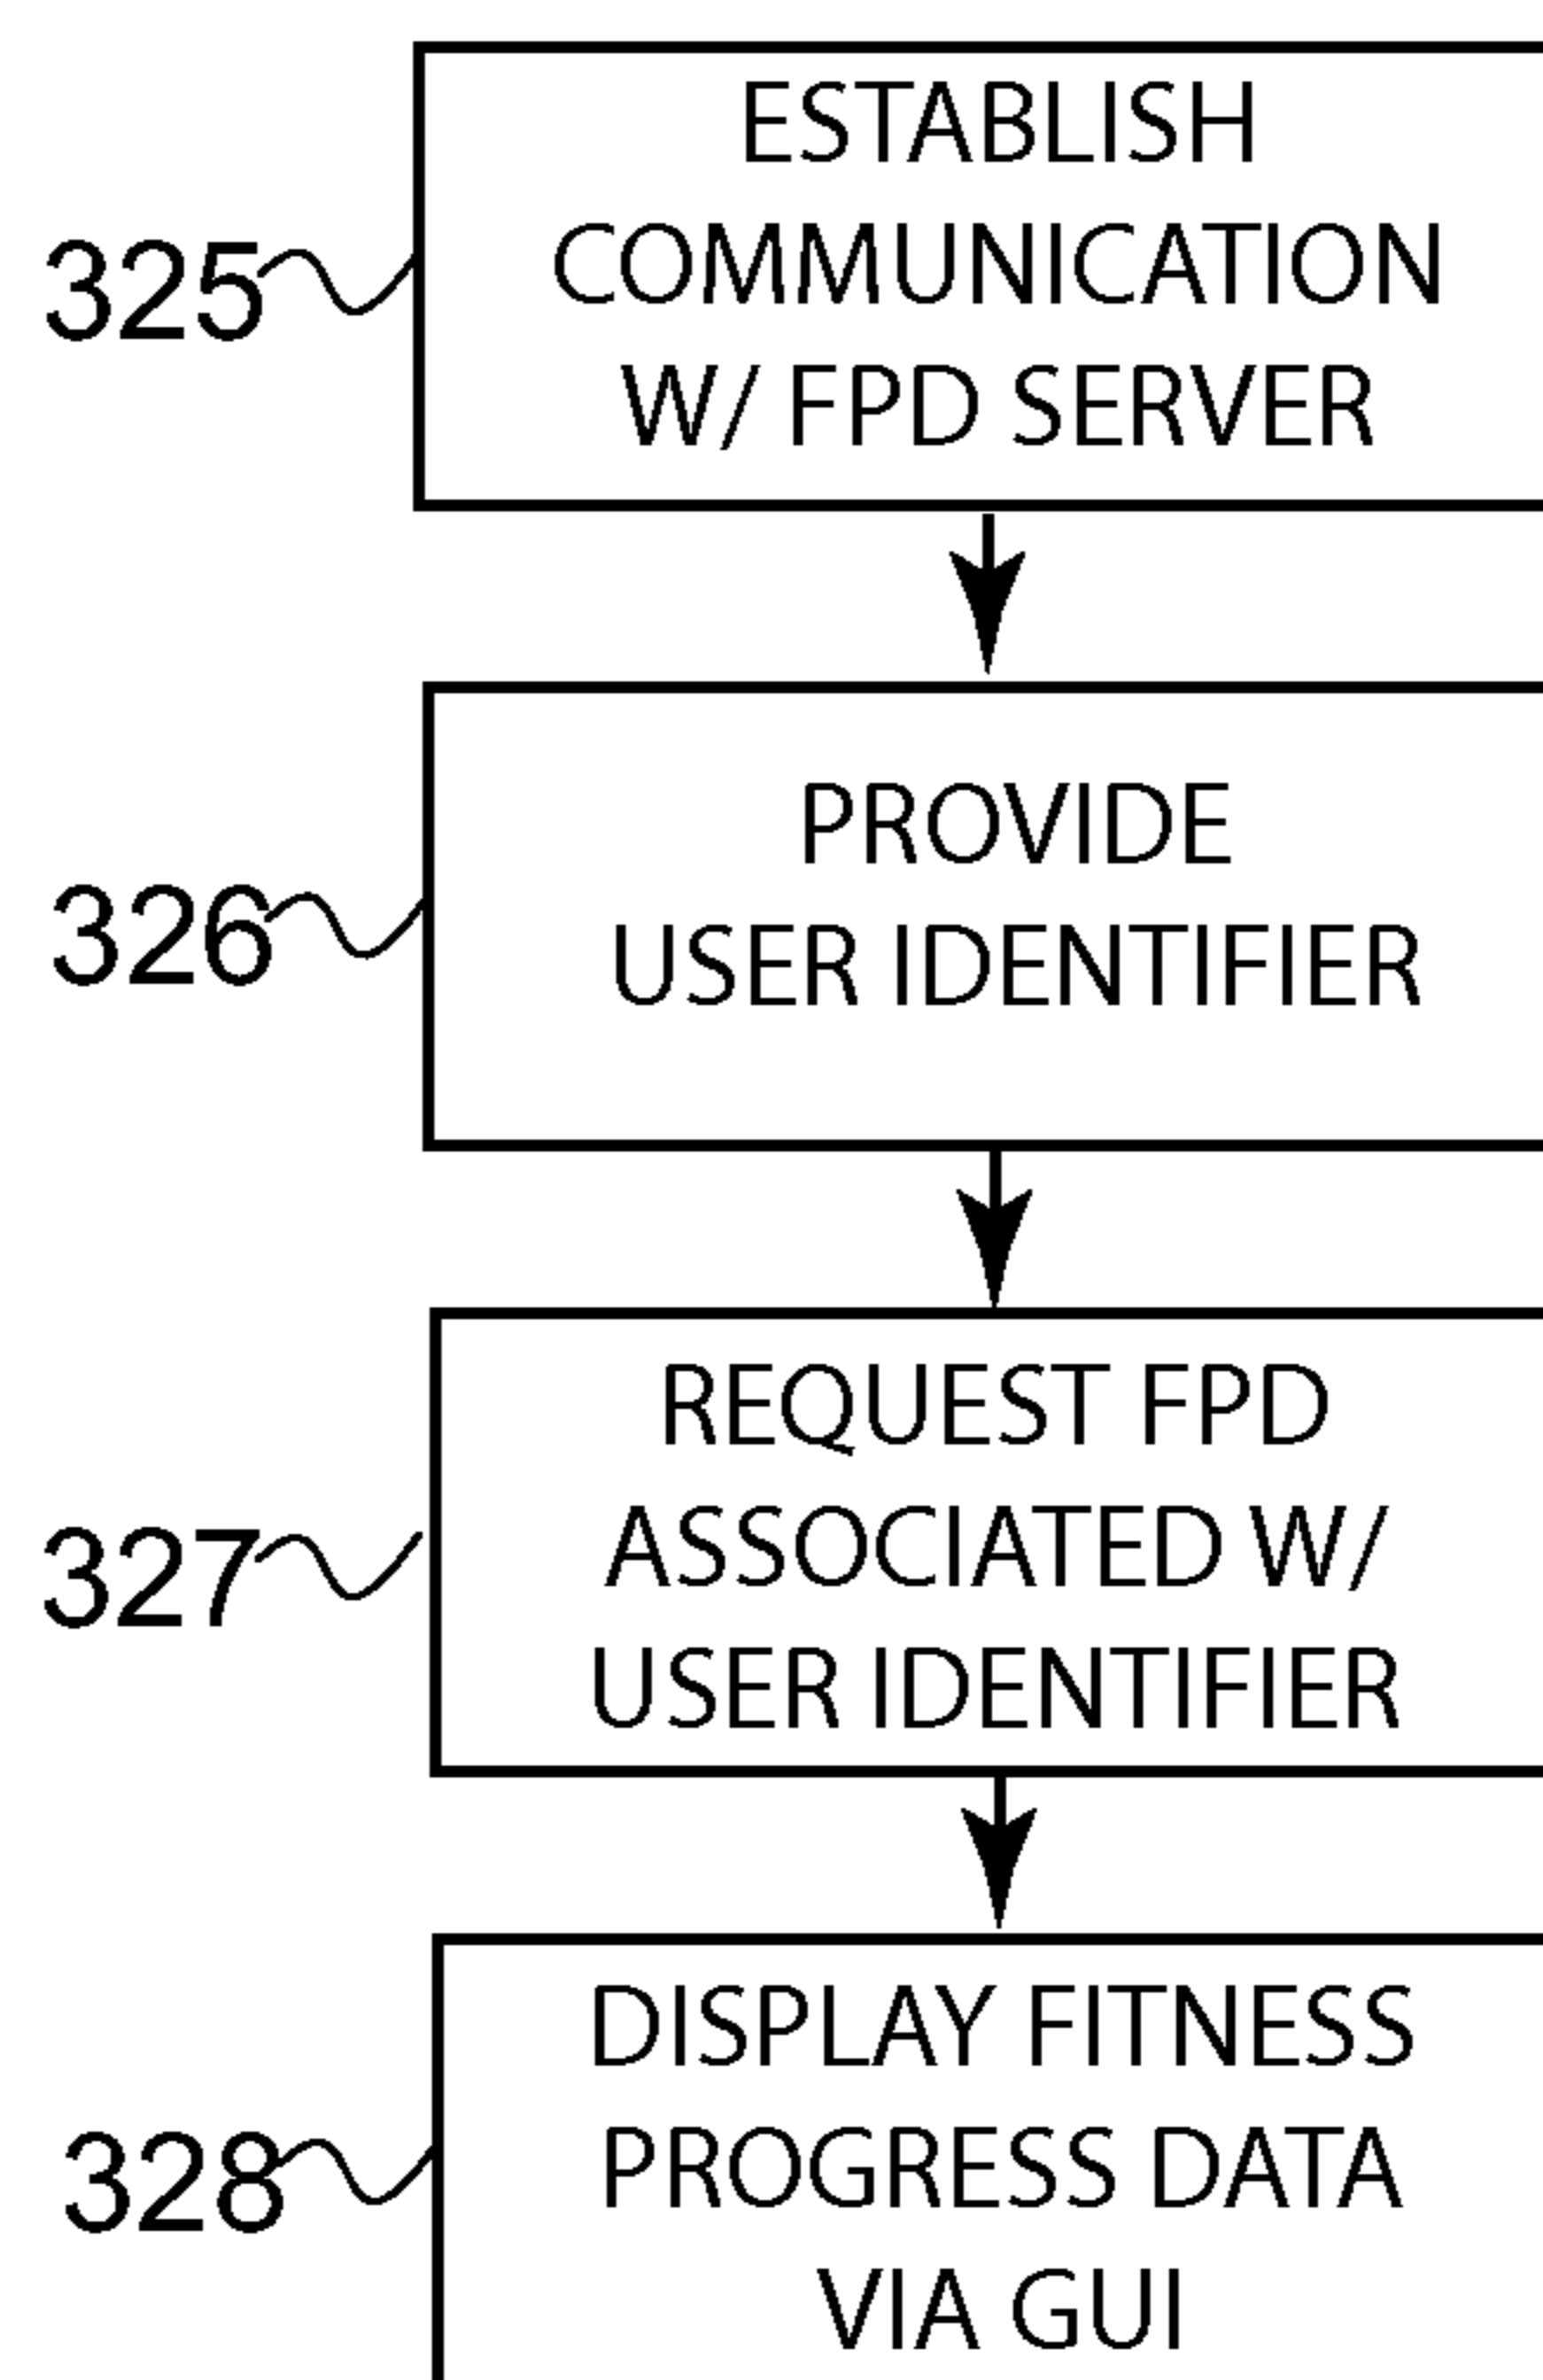 ESTABLISH
COMMUNICATION
325
W/ FPD SERVER
PROVIDE
326
USER IDENTIFIER
REQUEST FPD
327
ASSOCIATED W/
USER IDENTIFIER
DISPLAY FITNESS
328
PROGRESS DATA
VIA GUI